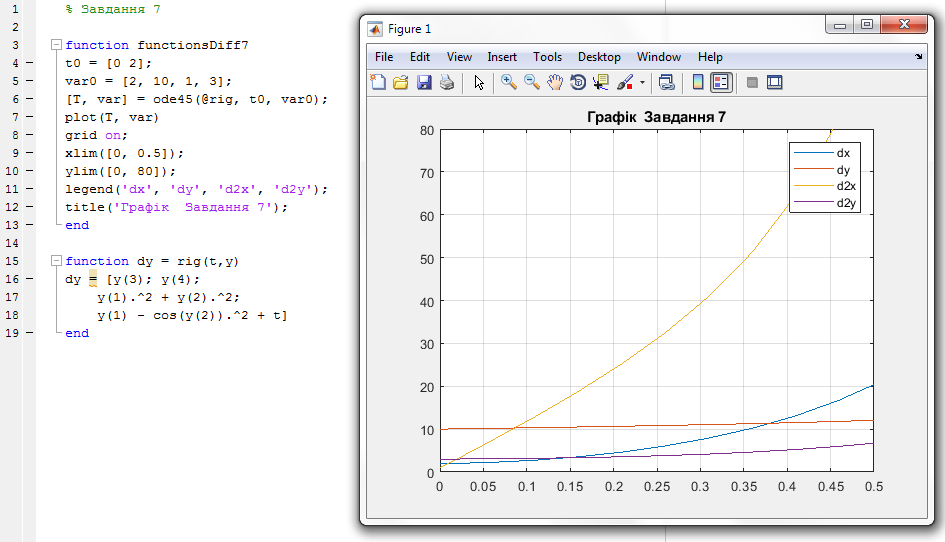 1 % Завдання 7
2
3 function functionsDiff7
4 – t0 = [0 2];
5 – var0 = [2, 10, 1, 3];
6 – [T, var] = ode45(@rig, t0, var0);
7 – plot(T, var)
8 – grid on;
9 – xlim([0, 0.5]);
10 – ylim([0, 80]);
11 – legend('dx', 'dy', 'd2x', 'd2y');
12 – title('Графік  Завдання 7');
13 – end
14
15 function dy = rig(t,y)
16 – dy = [y(3); y(4);
17 y(1).^2 + y(2).^2;
18 y(1) - cos(y(2)).^2 + t]
19 – end
Figure 1
File Edit View Insert Tools Desktop Window Help
Графік  Завдання 7
80
70
60
50
40
30
20
10
0
0 0.05 0.1 0.15 0.2 0.25 0.3 0.35 0.4 0.45 0.5
dx
dy
d2x
d2y